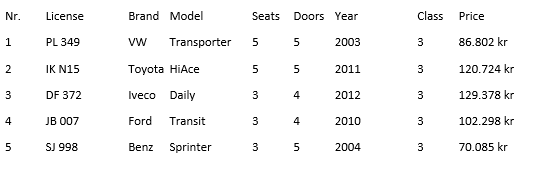 Nr. License Brand Model Seats Doors Year Class Price
1 PL 349 VW Transporter 5 5 2003 3 86.802 kr
2 IK N15 Toyota HiAce 5 5 2011 3 120.724 kr
3 DF 372 Iveco Daily 3 4 2012 3 129.378 kr
4 JB 007 Ford Transit 3 4 2010 3 102.298 kr
5 SJ 998 Benz Sprinter 3 5 2004 3 70.085 kr